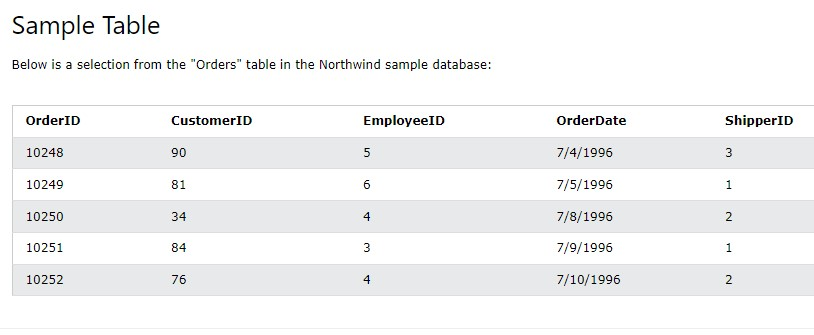 Sample Table
Below is a selection from the "Orders" table in the Northwind sample database:
OrderID CustomerID EmployeeID OrderDate ShipperID
10248 90 5 7/4/1996 3
10249 81 6 7/5/1996 1
10250 34 4 7/8/1996 2
10251 84 3 7/9/1996 1
10252 76 4 7/10/1996 2